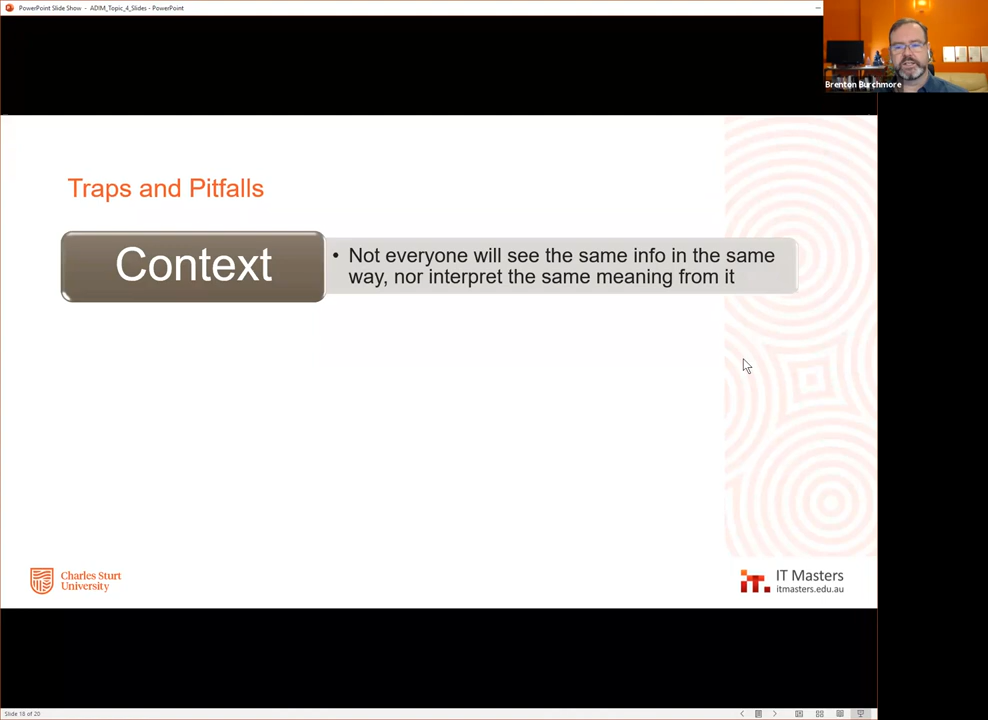 PowerPoint Slide Show - ADIM_Topic_4_Slides - PowerPoint
Brenton Burchmore
Traps and Pitfalls
Context
• Not everyone will see the same info in the same
way, nor interpret the same meaning from it
Charles Sturt
University
iT.
IT Masters
itmasters.edu.au
Slide 18 of 20